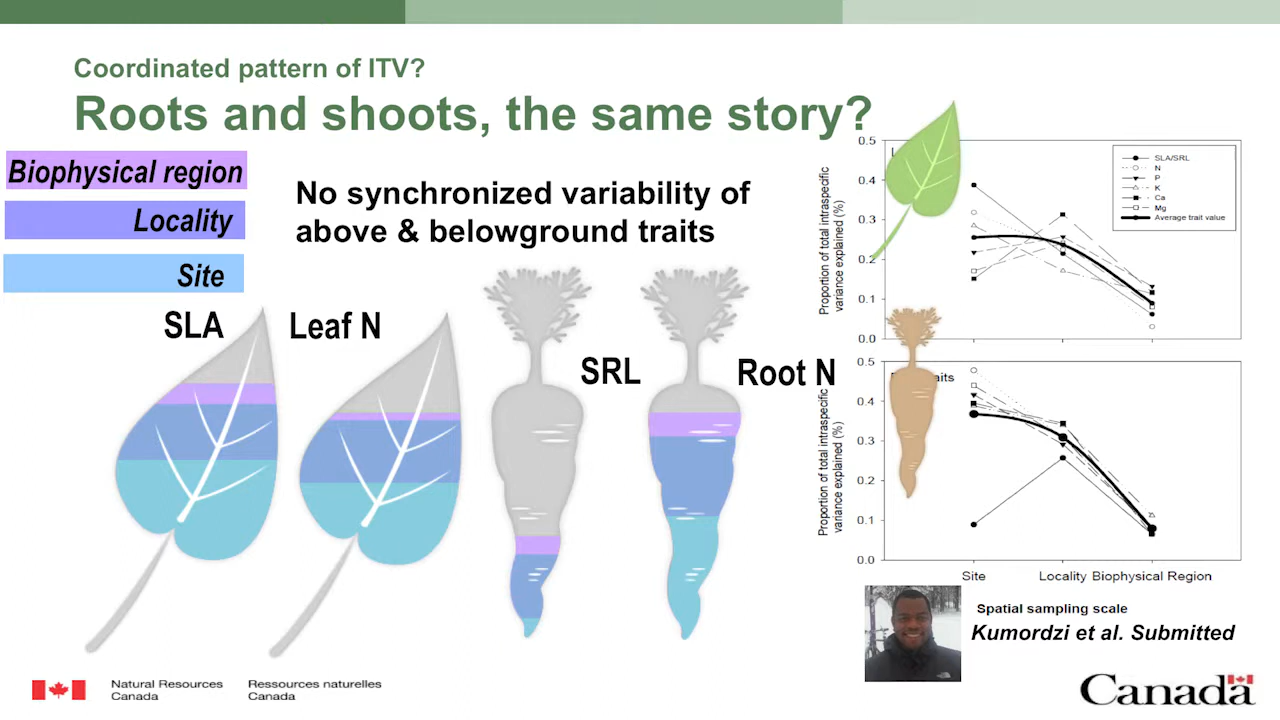 Coordinated pattern of ITV?
Roots and shoots, the same story?
Biophysical region
Locality
Site
No synchronized variability of
above & belowground traits
SLA
Leaf N
SRL
Root N
Proportion of total intraspecific
variance explained (%)
0.5
0.4
0.3
0.2
0.1
0.0
SLA/SRL
N
P
K
Ca
Mg
Average trait value
Proportion of total intraspecific
variance explained (%)
0.5
0.4
0.3
0.2
0.1
0.0
Site
Locality
Biophysical Region
Spatial sampling scale
Kumordzi et al. Submitted
Natural Resources
Canada
Ressources naturelles
Canada
Canada